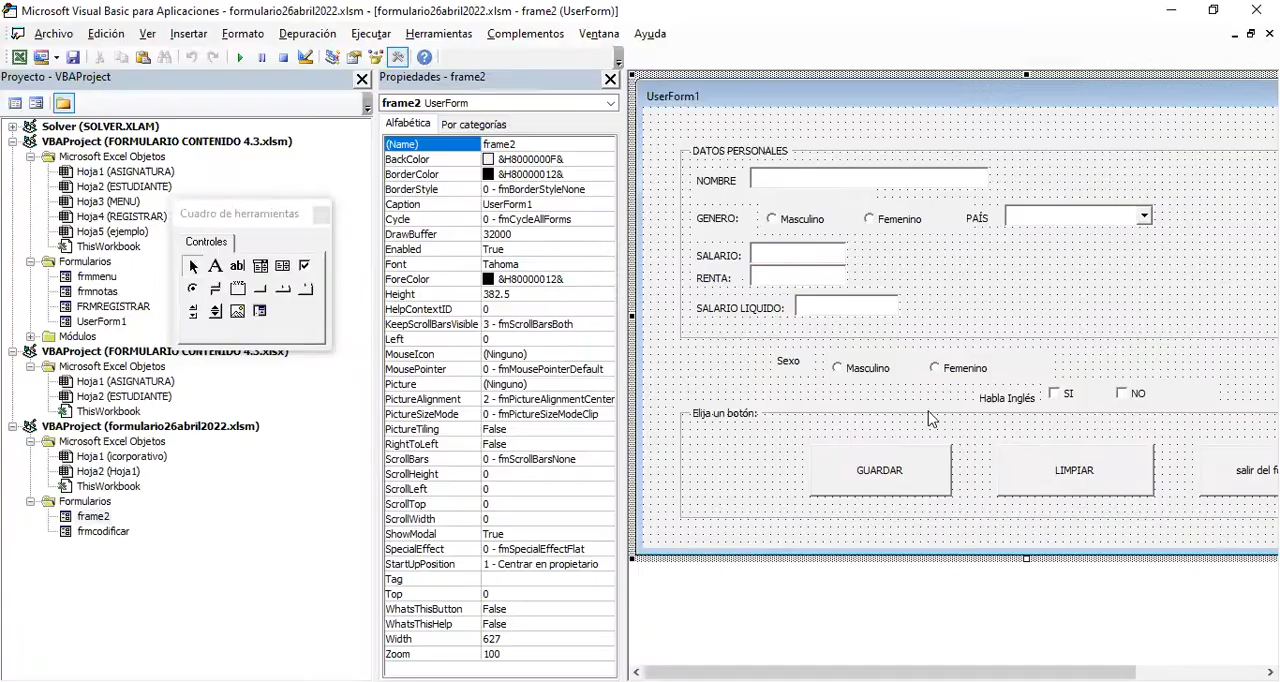 Microsoft Visual Basic para Aplicaciones - formulario26abril2022.xlsm - [formulario26abril2022.xlsm - frame2 (UserForm)]
Archivo Edición Ver Insertar Formato Depuración Ejecutar Herramientas Complementos Ventana Ayuda
Proyecto - VBAProject
Solver (SOLVER.XLAM)
VBAProject (FORMULARIO CONTENIDO 4.3.xlsm)
Microsoft Excel Objetos
Hoja1 (ASIGNATURA)
Hoja2 (ESTUDIANTE)
Hoja3 (MENU)
Hoja4 (REGISTRAR)
Hoja5 (ejemplo)
ThisWorkbook
Formularios
frmmenu
frmnotas
FRMREGISTRAR
UserForm1
Módulos
VBAProject (FORMULARIO CONTENIDO 4.3.xlsx)
Microsoft Excel Objetos
Hoja1 (ASIGNATURA)
Hoja2 (ESTUDIANTE)
ThisWorkbook
VBAProject (formulario26abril2022.xlsm)
Microsoft Excel Objetos
Hoja1 (corporativo)
Hoja2 (Hoja1)
ThisWorkbook
Formularios
frame2
frmcodificar
Cuadro de herramientas
Controles
A ab|
Propiedades - frame2
frame2 UserForm
Alfabética Por categorías
(Name) frame2
BackColor &H8000000F&
BorderColor &H80000012&
BorderStyle 0 - fmBorderStyleNone
Caption UserForm1
Cycle 0 - fmCycleAllForms
DrawBuffer 32000
Enabled True
Font Tahoma
ForeColor &H80000012&
Height 382.5
HelpContextID 0
KeepScrollBarsVisible 3 - fmScrollBarsBoth
Left 0
MouseIcon (Ninguno)
MousePointer 0 - fmMousePointerDefault
Picture (Ninguno)
PictureAlignment 2 - fmPictureAlignmentCenter
PictureSizeMode 0 - fmPictureSizeModeClip
PictureTiling False
RightToLeft False
ScrollBars 0 - fmScrollBarsNone
ScrollHeight 0
ScrollLeft 0
ScrollTop 0
ScrollWidth 0
ShowModal True
SpecialEffect 0 - fmSpecialEffectFlat
StartUpPosition 1 - Centrar en propietario
Tag
Top 0
WhatsThisButton False
WhatsThisHelp False
Width 627
Zoom 100
UserForm1
DATOS PERSONALES
NOMBRE
GENERO: Masculino Femenino PAÍS
SALARIO:
RENTA:
SALARIO LIQUIDO:
Sexo Masculino Femenino
Habla Inglés SI NO
Elija un botón:
GUARDAR LIMPIAR salir del f